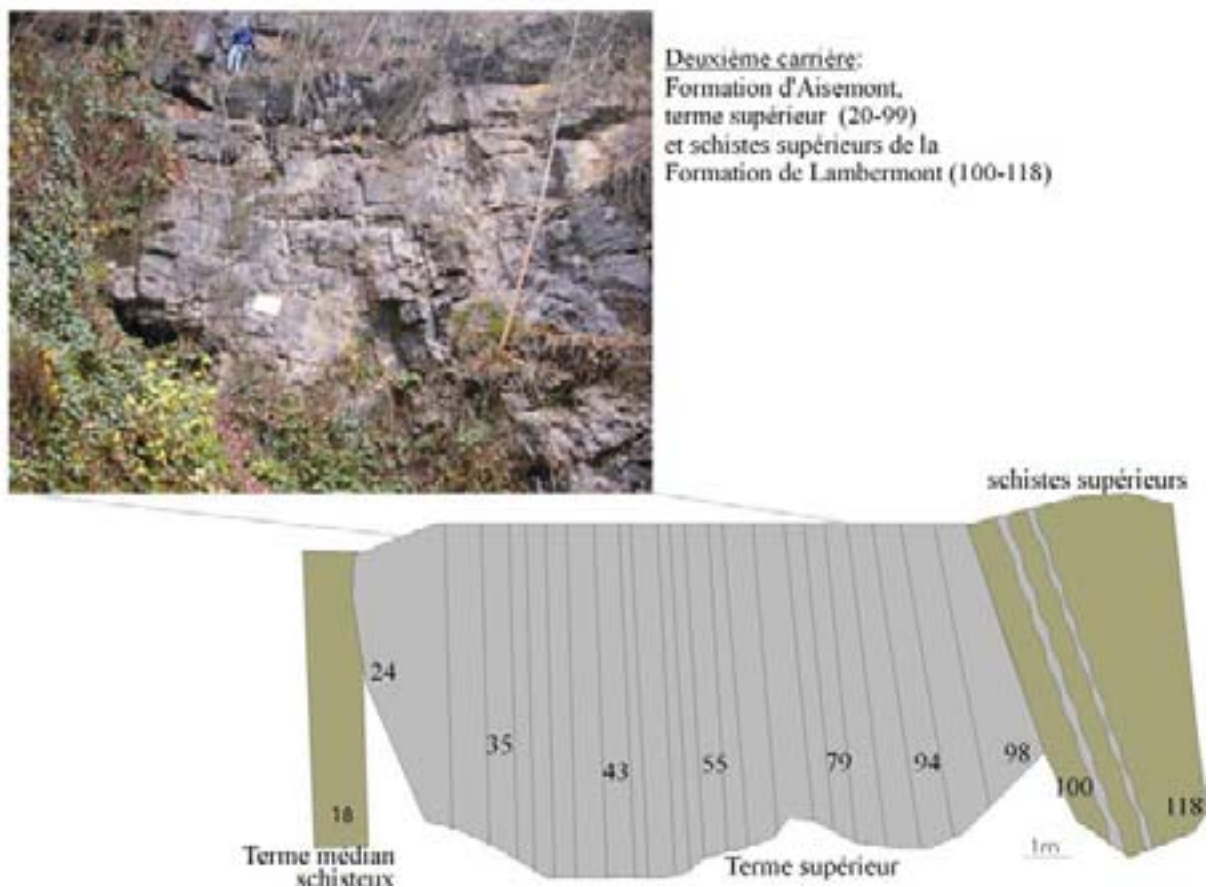 Deuxième carrière:
Formation d'Aisemont,
terme supérieur (20-99)
et schistes supérieurs de la
Formation de Lambermont (100-118)
schistes supérieurs
24
35
43
55
79
94
98
100
118
18
1m
Terme médian
schisteux
Terme supérieur